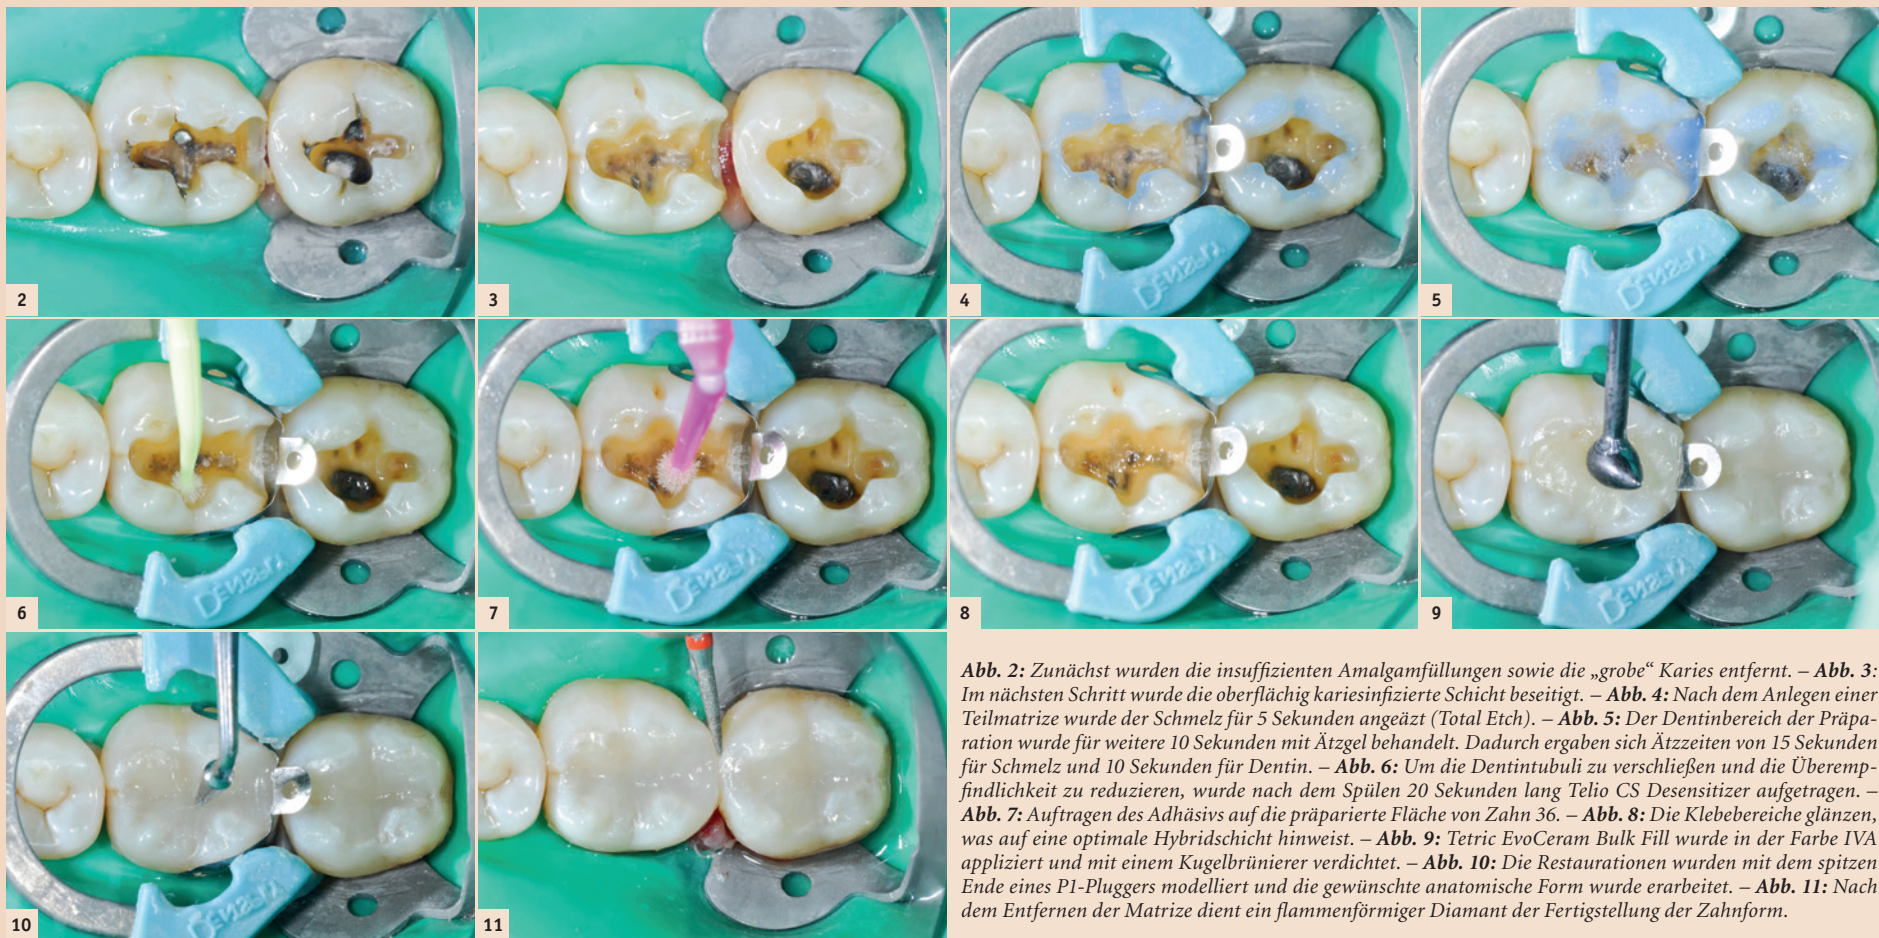 2
3
4
5
6
7
8
9
10
11
DENSPLY
DENSPLY
DENSPLY
DENSPLY
DENSPLY
DENSPLY
Abb. 2: Zunächst wurden die insuffizienten Amalgamfüllungen sowie die „grobe“ Karies entfernt. – Abb. 3:
Im nächsten Schritt wurde die oberflächig kariesinfizierte Schicht beseitigt. – Abb. 4: Nach dem Anlegen einer
Teilmatrize wurde der Schmelz für 5 Sekunden angeäzt (Total Etch). – Abb. 5: Der Dentinbereich der Präpa-
ration wurde für weitere 10 Sekunden mit Ätzgel behandelt. Dadurch ergaben sich Ätzzeiten von 15 Sekunden
für Schmelz und 10 Sekunden für Dentin. – Abb. 6: Um die Dentintubuli zu verschließen und die Überemp-
findlichkeit zu reduzieren, wurde nach dem Spülen 20 Sekunden lang Telio CS Desensitizer aufgetragen. –
Abb. 7: Auftragen des Adhäsivs auf die präparierte Fläche von Zahn 36. – Abb. 8: Die Klebebereiche glänzen,
was auf eine optimale Hybridschicht hinweist. – Abb. 9: Tetric EvoCeram Bulk Fill wurde in der Farbe IVA
appliziert und mit einem Kugelbrünierer verdichtet. – Abb. 10: Die Restaurationen wurden mit dem spitzen
Ende eines P1-Pluggers modelliert und die gewünschte anatomische Form wurde erarbeitet. – Abb. 11: Nach
dem Entfernen der Matrize dient ein flammenförmiger Diamant der Fertigstellung der Zahnform.